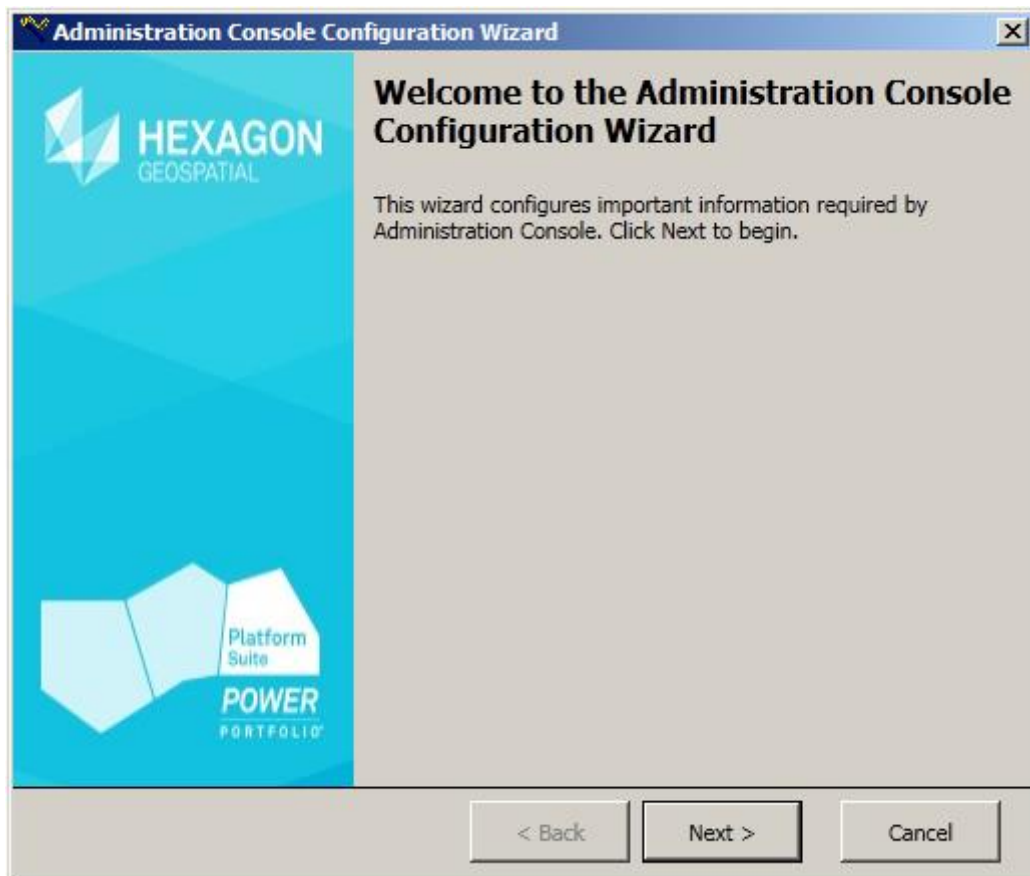 Administration Console Configuration Wizard
HEXAGON
GEOSPATIAL
Welcome to the Administration Console
Configuration Wizard
This wizard configures important information required by
Administration Console. Click Next to begin.
Platform
Suite
POWER
PORTFOLIO
< Back
Next >
Cancel